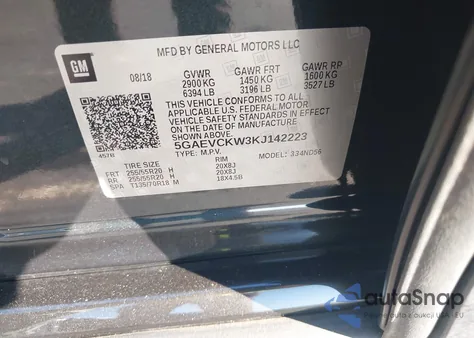 MFD BY GENERAL MOTORS LLC
GM
08/18 GVWR GAWR FRT GAWR RR
2900 KG 1450 KG 1600 KG
6394 LB 3196 LB 3527 LB
THIS VEHICLE CONFORMS TO ALL APPLICABLE
U.S. FEDERAL MOTOR VEHICLE
SAFETY STANDARDS IN EFFECT
ON THE DATE OF MANUFACTURE
SHOWN ABOVE.
5GAEVCKW3KJ142223
TYPE: M.P.V. MODEL: 334ND56
457B
TIRE SIZE RIM
FRT 255/55R20 H 20X8J
RR 255/55R20 H 20X8J
SPA T135/70R18 M 18X4.5B
autoSnap